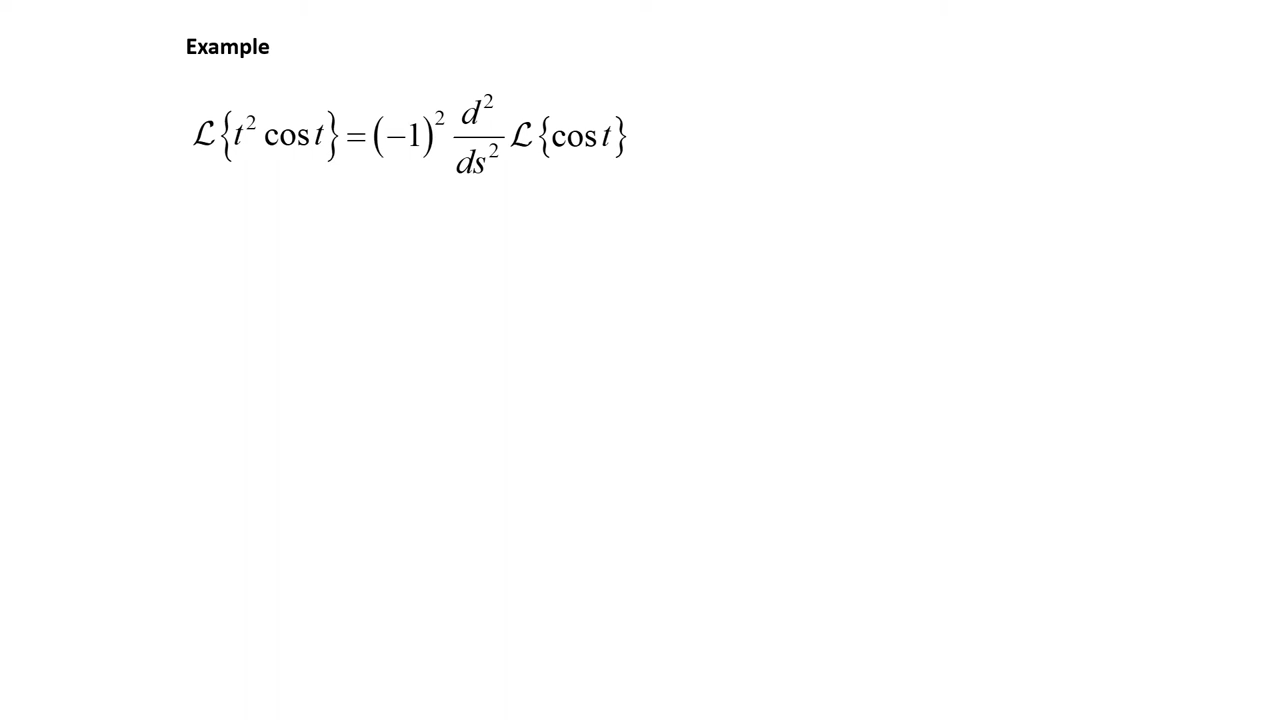 Example
ℒ{t² cos t} = (−1)² d²/ds² ℒ{cos t}